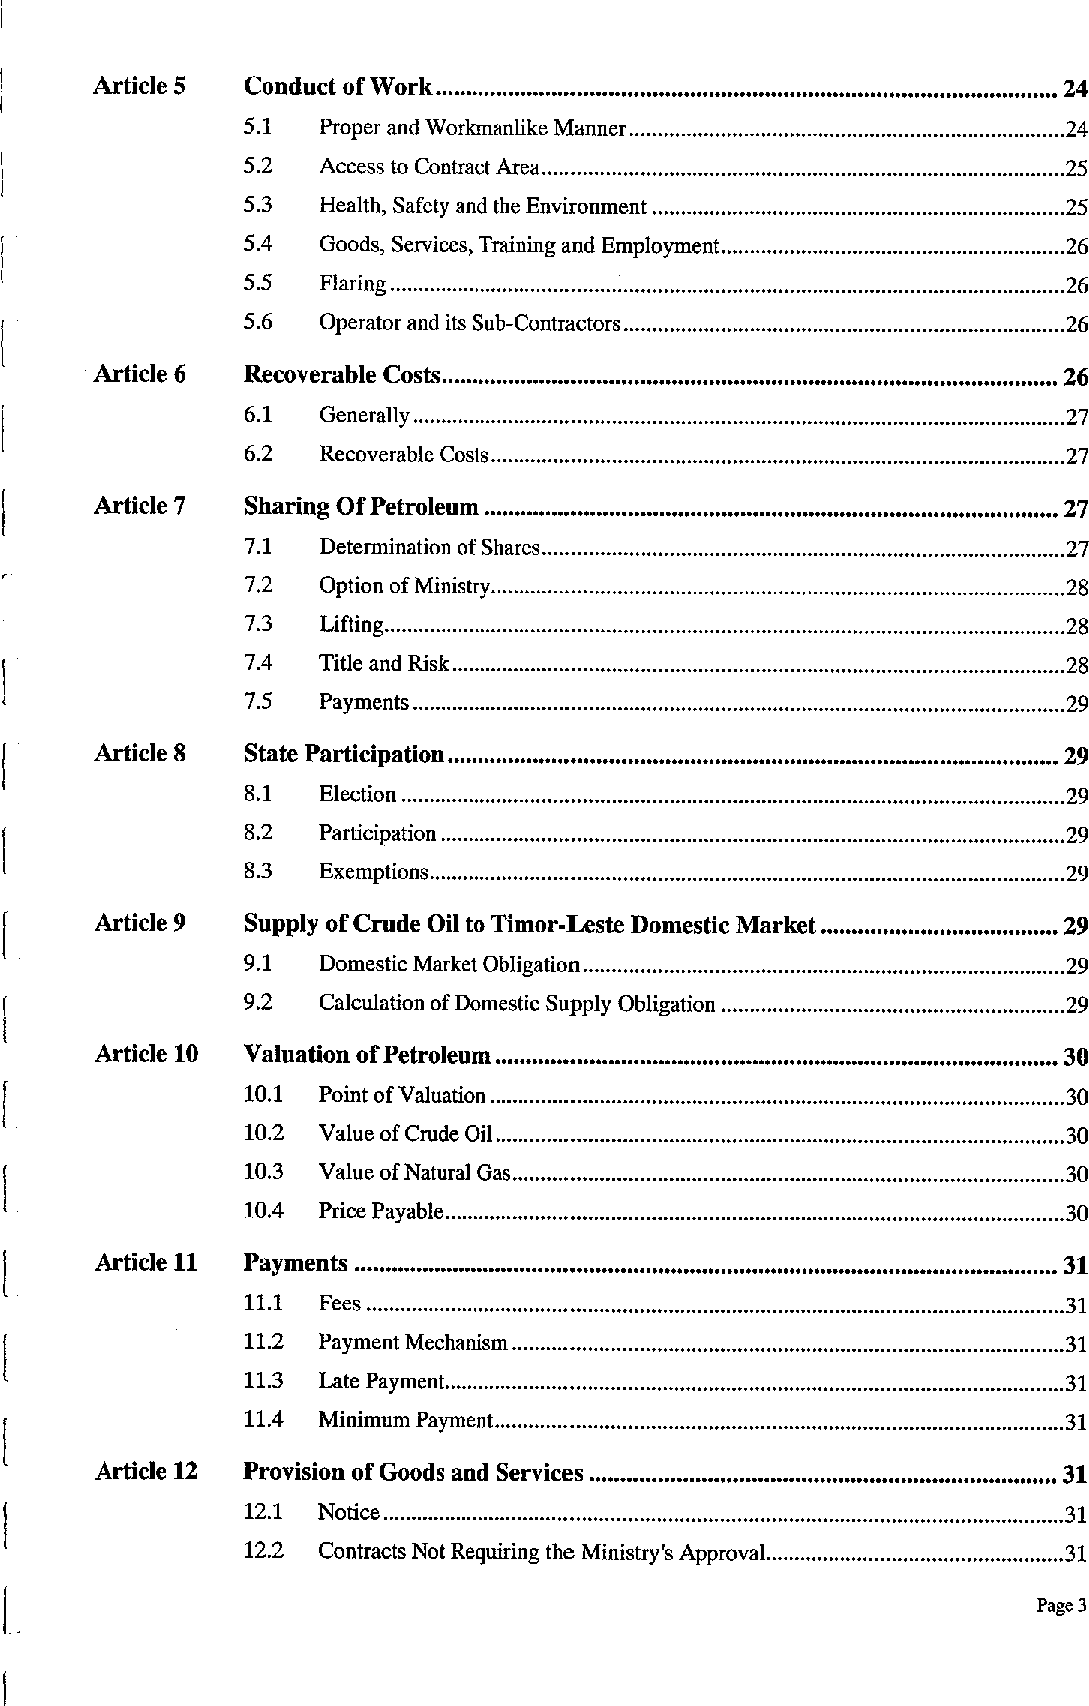 Article 5 Conduct of Work 24
5.1 Proper and Workmanlike Manner 24
5.2 Access to Contract Area 25
5.3 Health, Safety and the Environment 25
5.4 Goods, Services, Training and Employment 26
5.5 Flaring 26
5.6 Operator and its Sub-Contractors 26
Article 6 Recoverable Costs 26
6.1 Generally 27
6.2 Recoverable Costs 27
Article 7 Sharing Of Petroleum 27
7.1 Determination of Shares 27
7.2 Option of Ministry 28
7.3 Lifting 28
7.4 Title and Risk 28
7.5 Payments 29
Article 8 State Participation 29
8.1 Election 29
8.2 Participation 29
8.3 Exemptions 29
Article 9 Supply of Crude Oil to Timor-Leste Domestic Market 29
9.1 Domestic Market Obligation 29
9.2 Calculation of Domestic Supply Obligation 29
Article 10 Valuation of Petroleum 30
10.1 Point of Valuation 30
10.2 Value of Crude Oil 30
10.3 Value of Natural Gas 30
10.4 Price Payable 30
Article 11 Payments 31
11.1 Fees 31
11.2 Payment Mechanism 31
11.3 Late Payment 31
11.4 Minimum Payment 31
Article 12 Provision of Goods and Services 31
12.1 Notice 31
12.2 Contracts Not Requiring the Ministry's Approval 31
Page 3